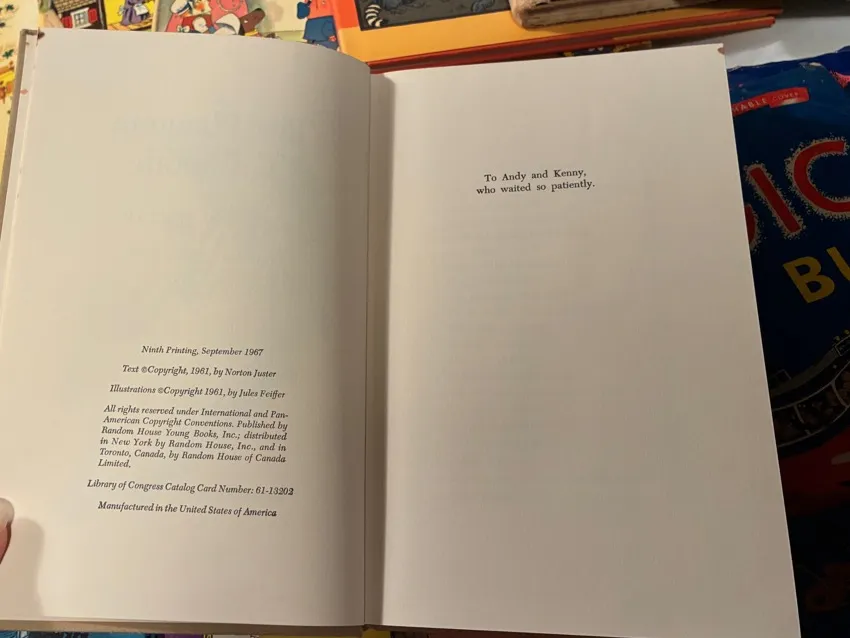 Ninth Printing, September 1967
Text ©Copyright, 1961, by Norton Juster
Illustrations ©Copyright 1961, by Jules Feiffer
All rights reserved under International and Pan-
American Copyright Conventions. Published by
Random House Young Books, Inc.; distributed
in New York by Random House, Inc., and in
Toronto, Canada, by Random House of Canada
Limited.
Library of Congress Catalog Card Number: 61-13202
Manufactured in the United States of America
To Andy and Kenny,
who waited so patiently.
COVER